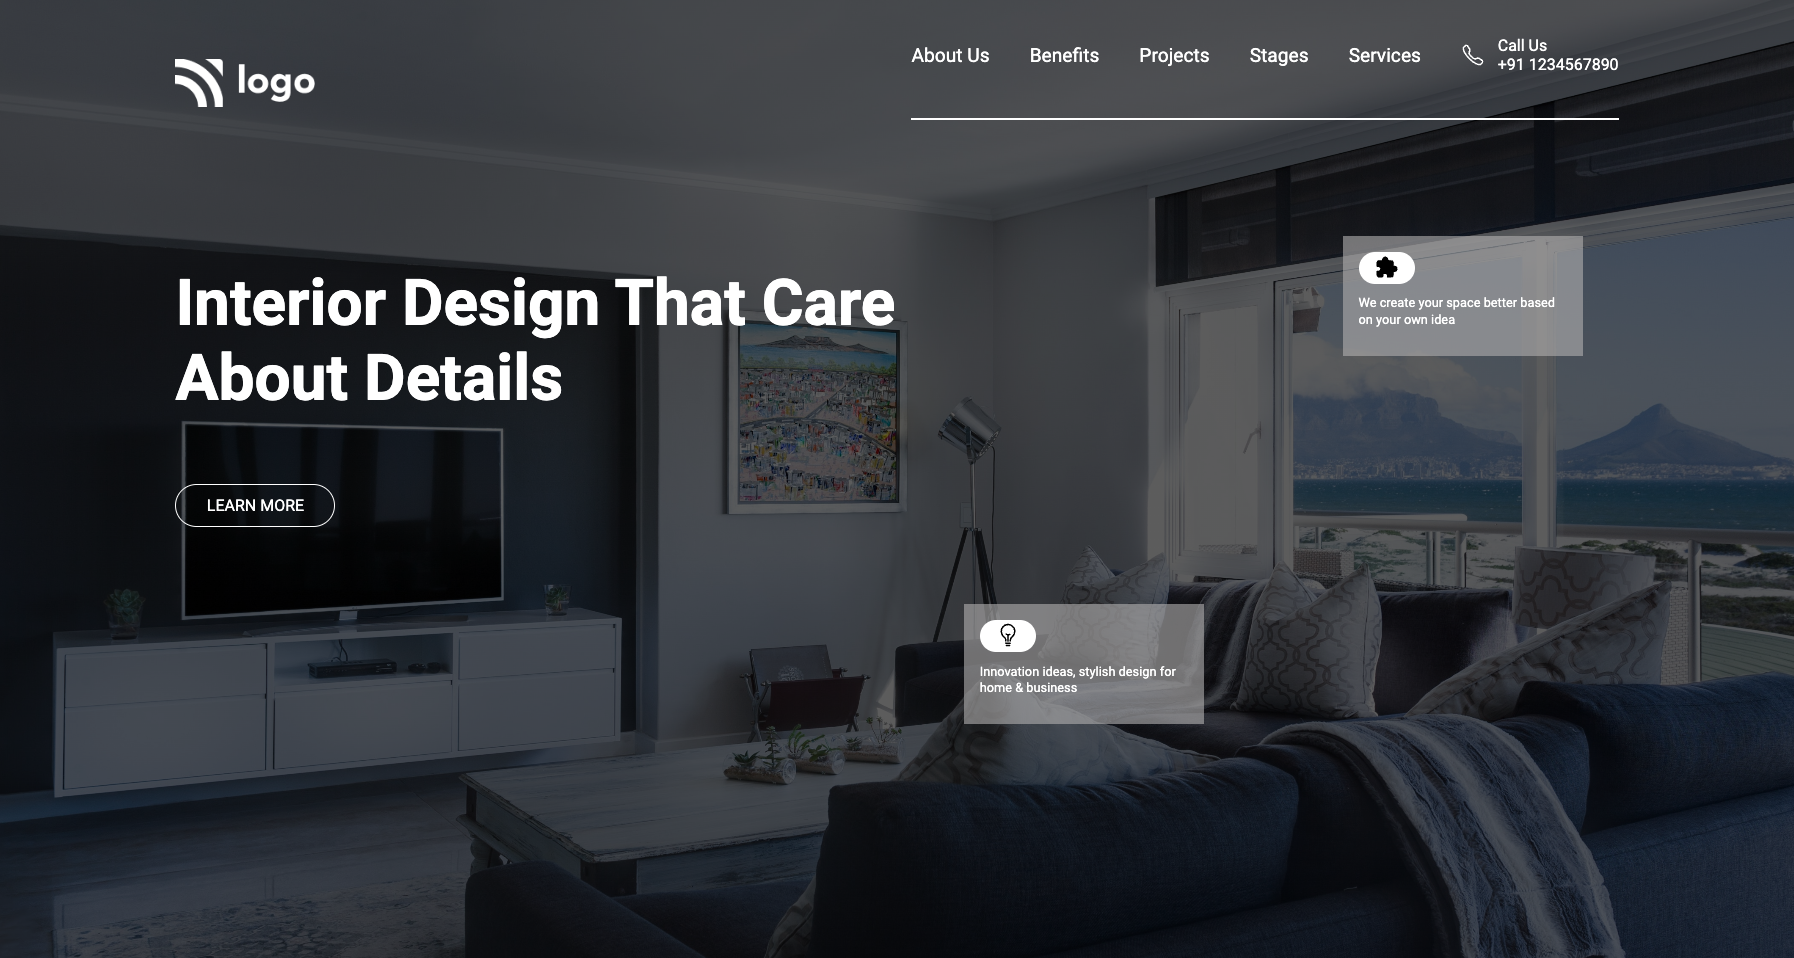 logo
About Us
Benefits
Projects
Stages
Services
Call Us
+91 1234567890
Interior Design That Care
About Details
LEARN MORE
We create your space better based
on your own idea
Innovation ideas, stylish design for
home & business